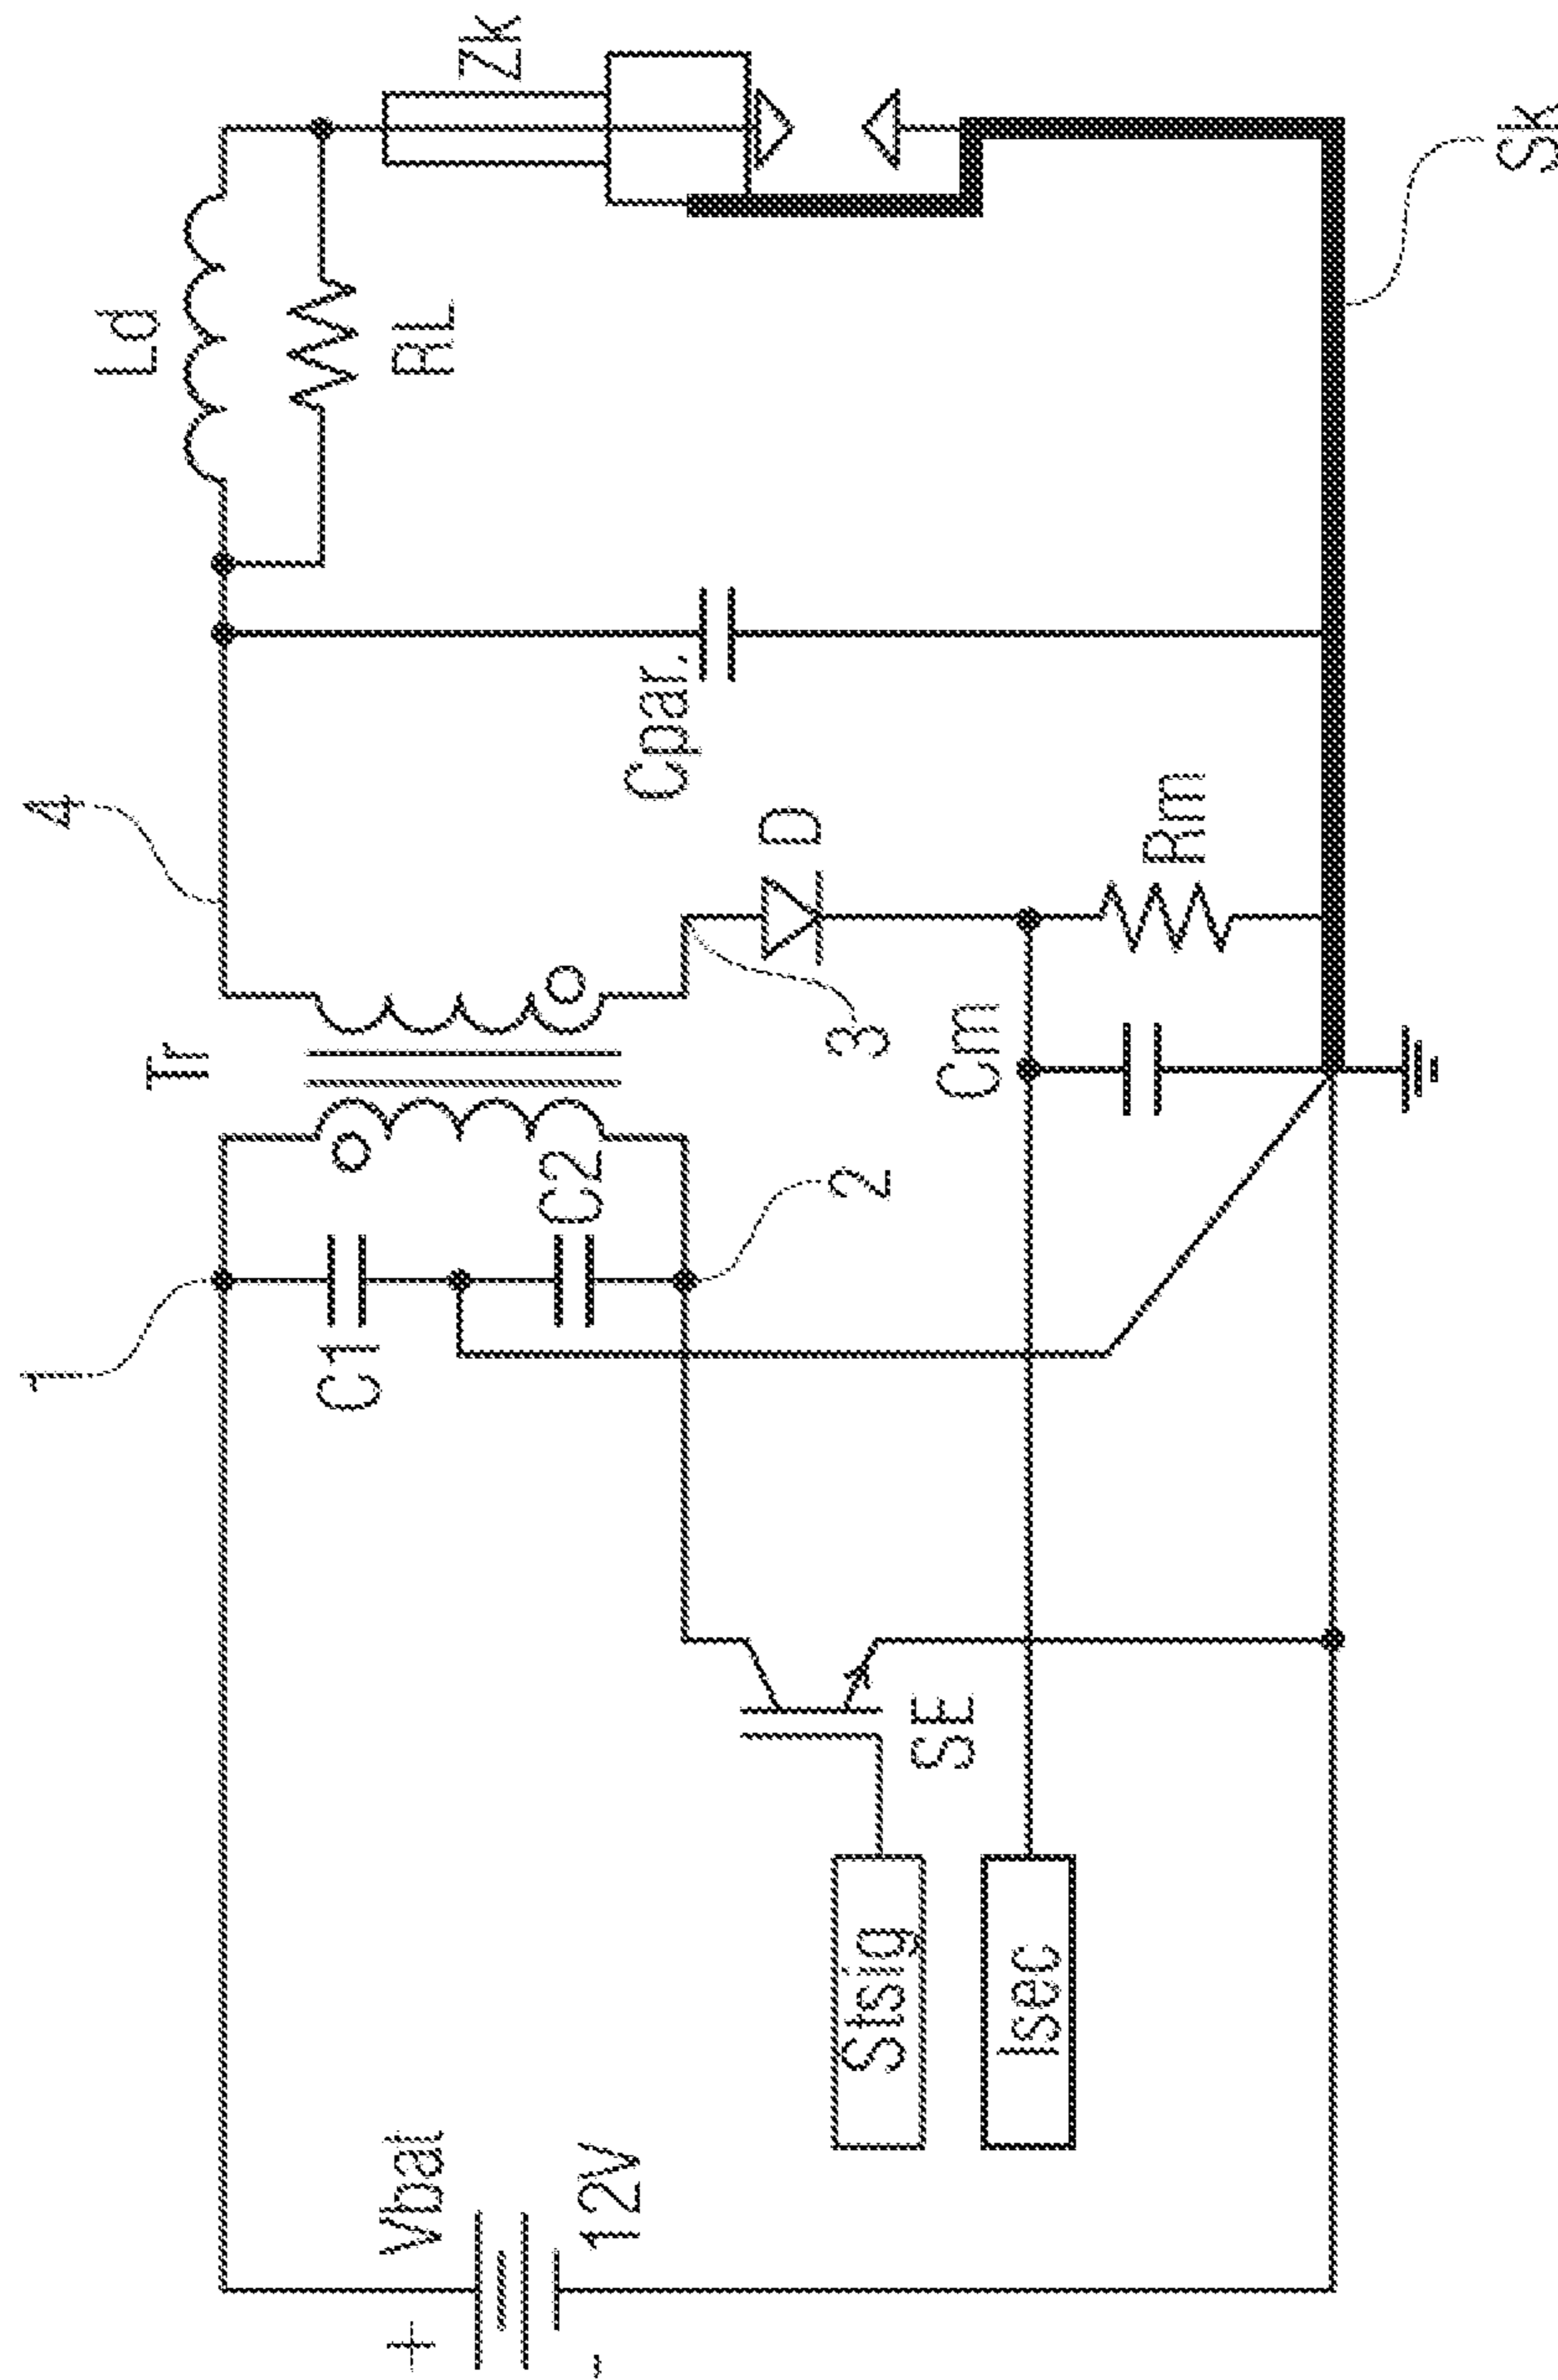 Vbat
+
-
12V
Stsig
Isec
SE
1
C1
C2
2
Tr
3
4
Cm
D
Rm
Cpar.
Ld
RL
Zk
Sk